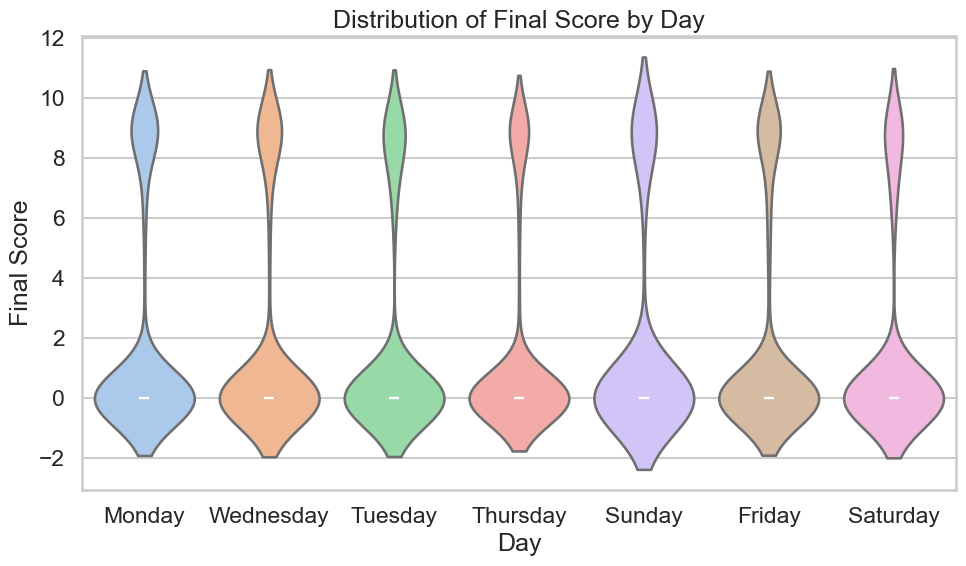 Distribution of Final Score by Day
12
10
8
6
4
2
0
−2
Final Score
Monday Wednesday Tuesday Thursday Sunday Friday Saturday
Day